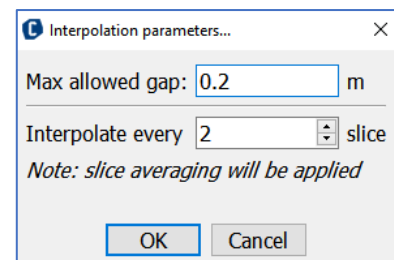 Interpolation parameters...
Max allowed gap: 0.2 m
Interpolate every 2 slice
Note: slice averaging will be applied
OK Cancel